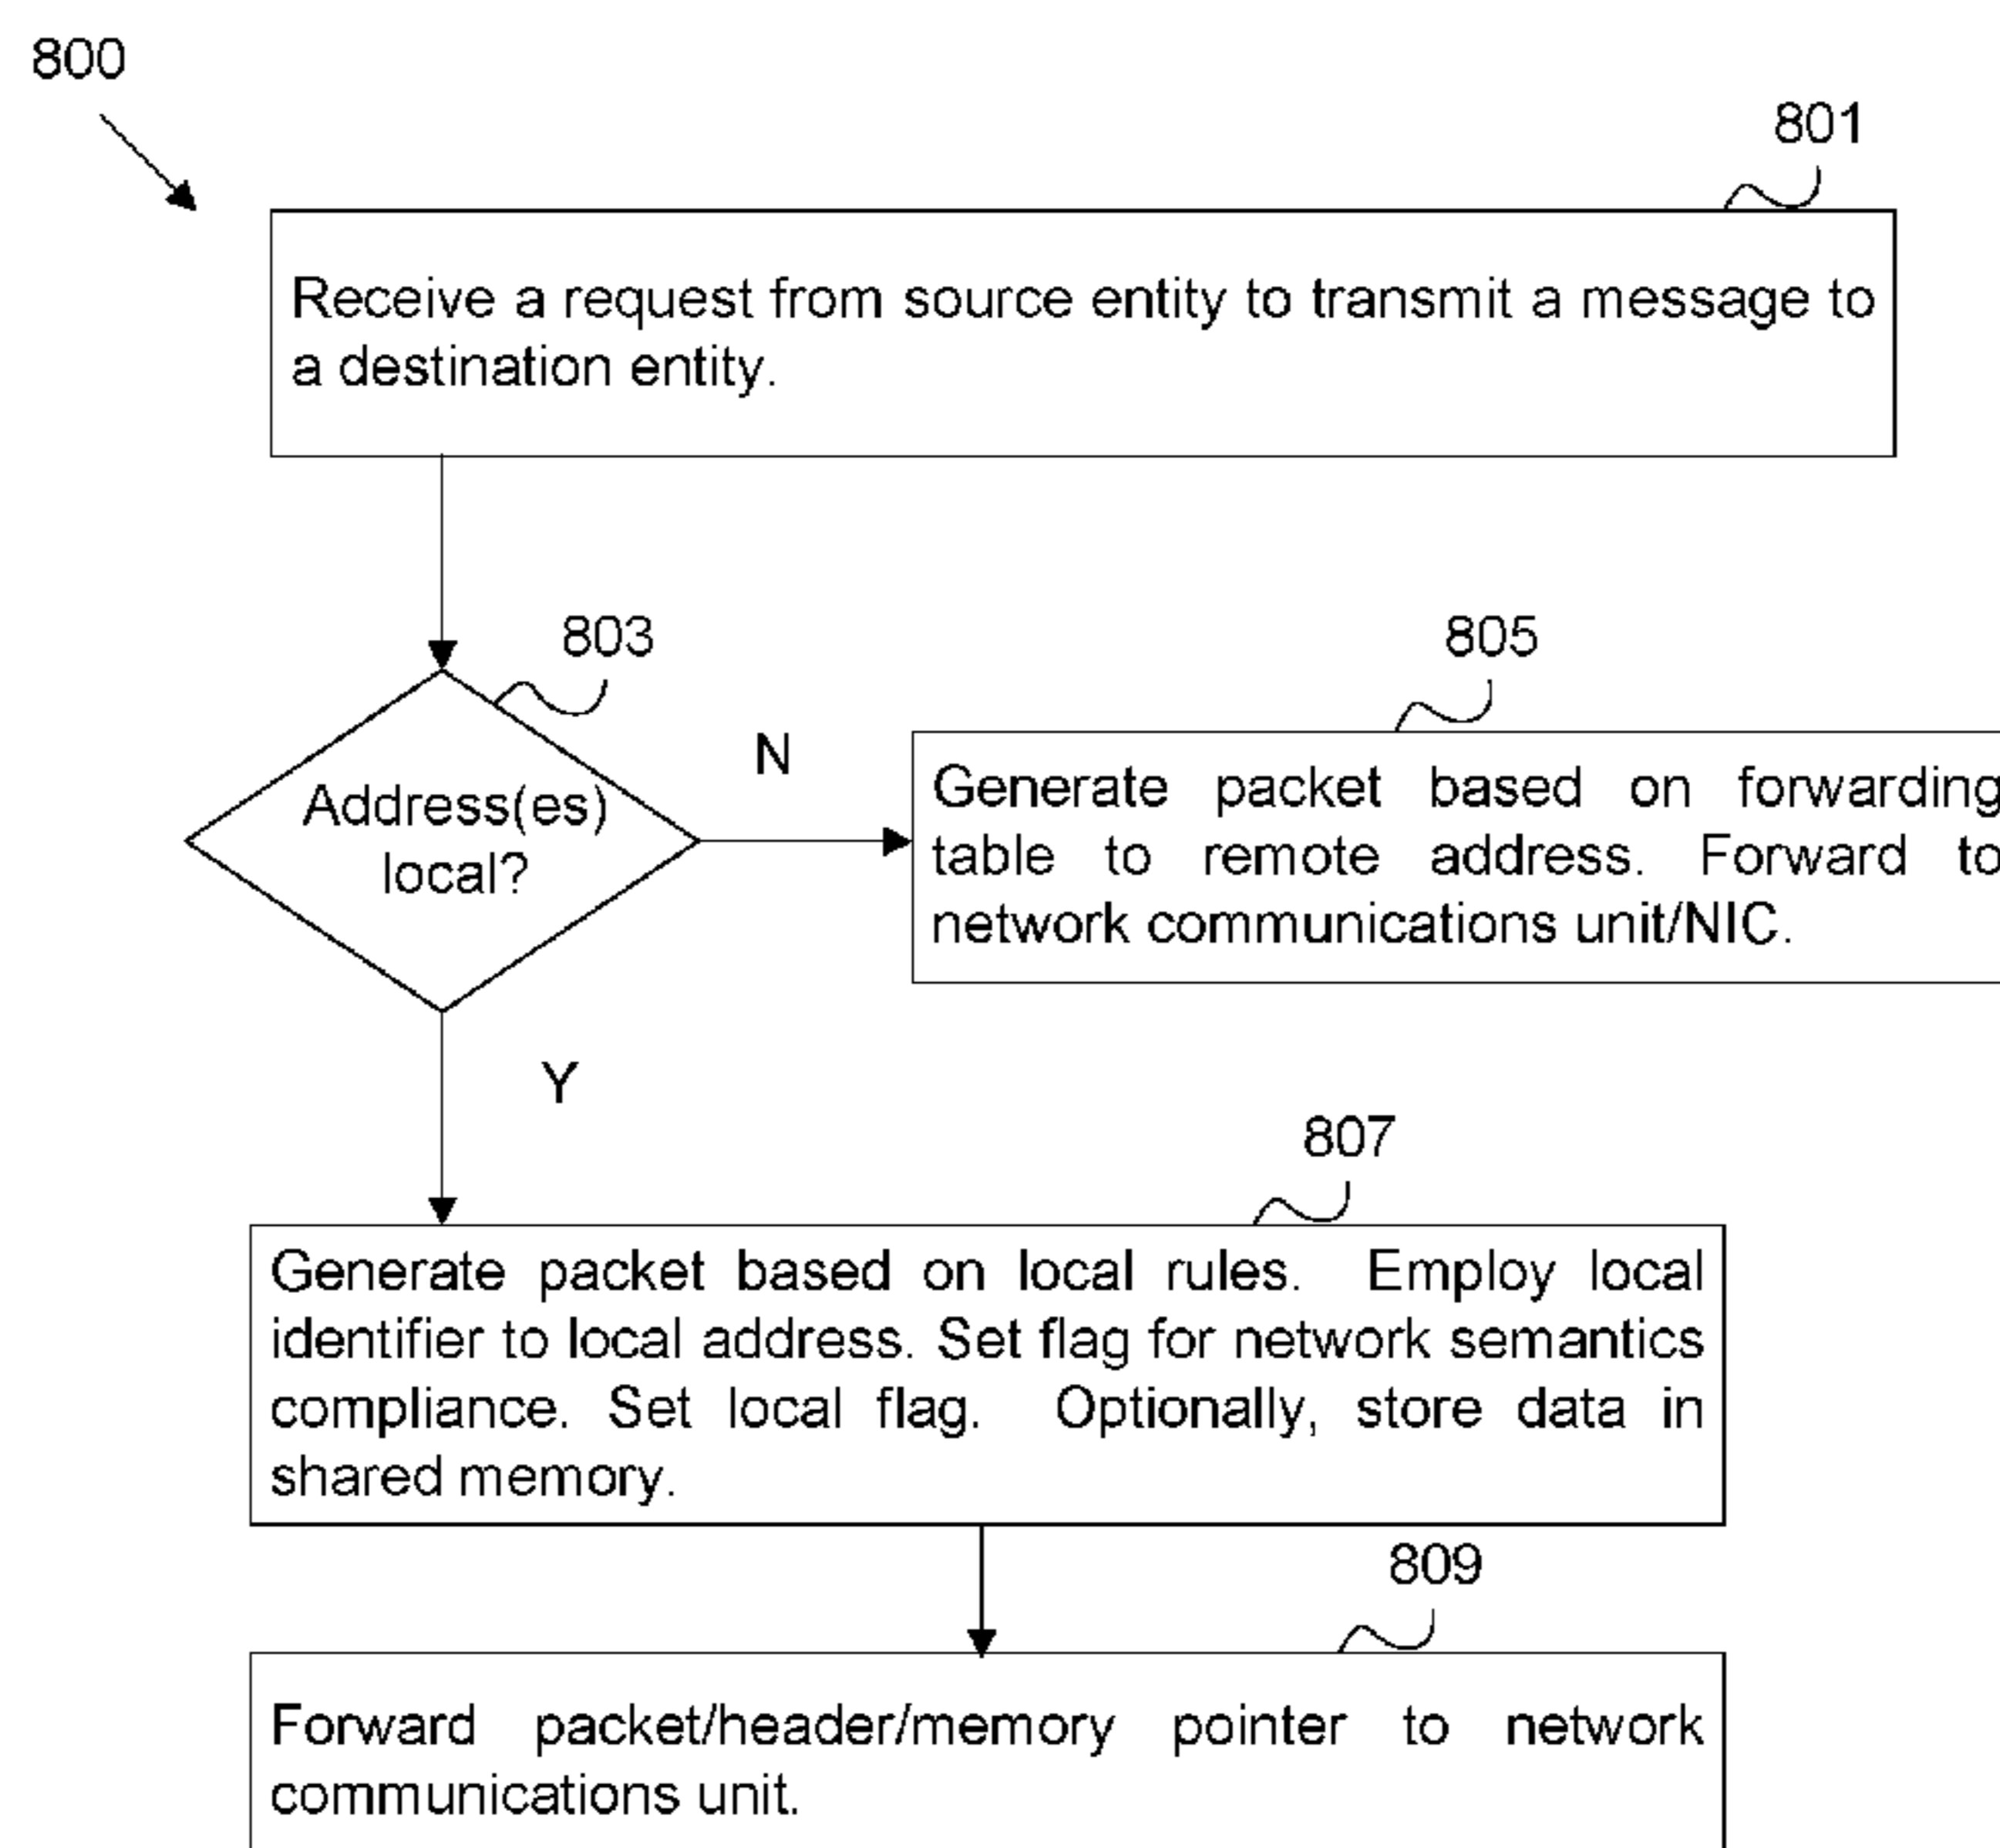 800
801
Receive a request from source entity to transmit a message to
a destination entity.
803
805
Address(es)
local?
N
Generate packet based on forwarding
table to remote address. Forward to
network communications unit/NIC.
Y
807
Generate packet based on local rules. Employ local
identifier to local address. Set flag for network semantics
compliance. Set local flag. Optionally, store data in
shared memory.
809
Forward packet/header/memory pointer to network
communications unit.